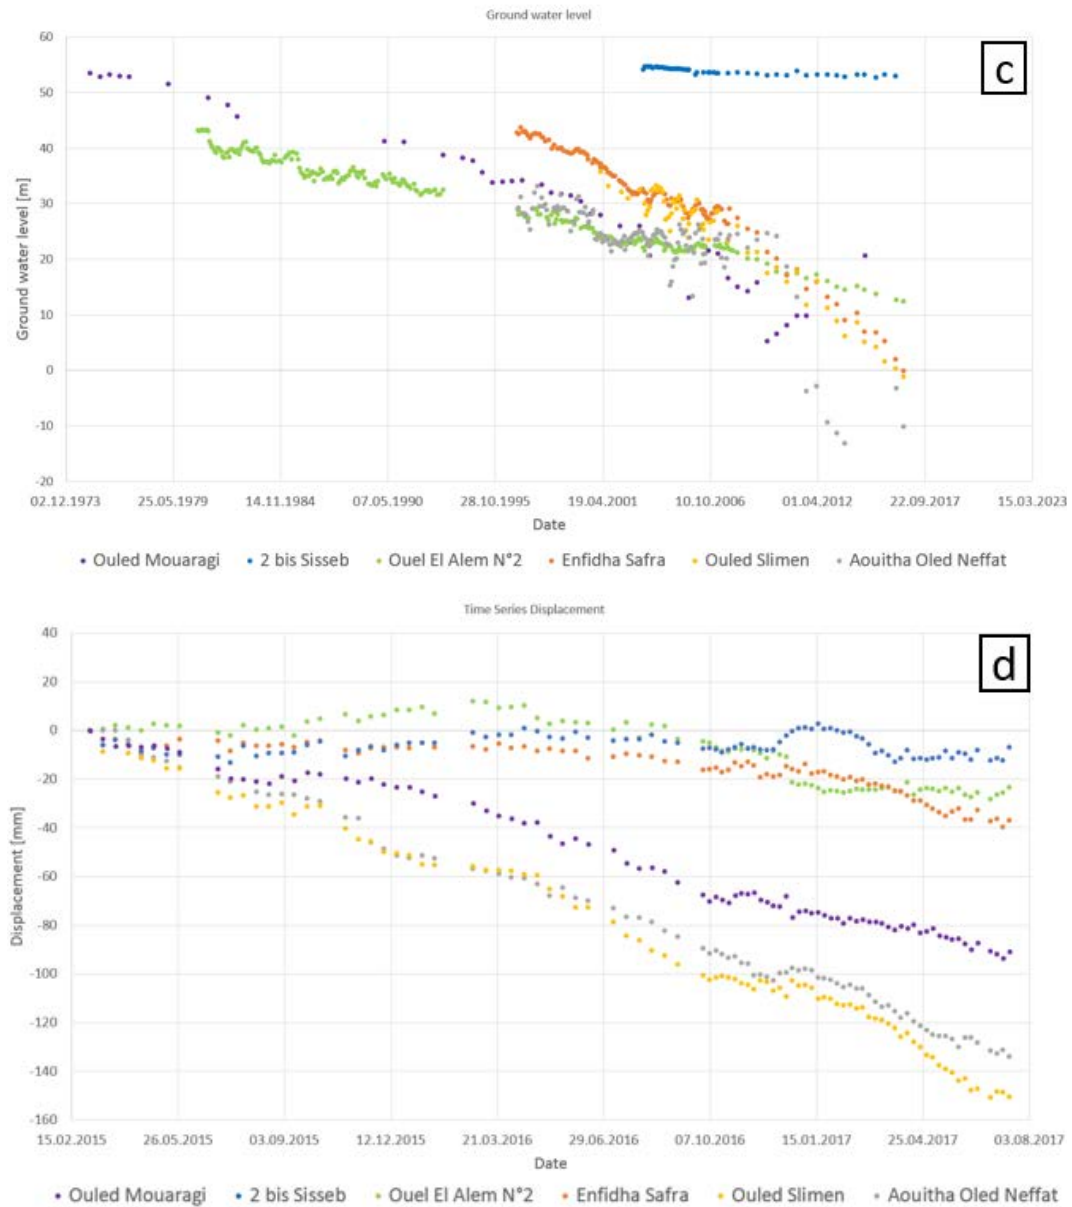 Ground water level
c
60
50
40
30
20
10
0
-10
-20
Ground water level [m]
02.12.1973 25.05.1979 14.11.1984 07.05.1990 28.10.1995 19.04.2001 10.10.2006 01.04.2012 22.09.2017 15.03.2023
Date
Ouled Mouaragi 2 bis Sisseb Ouel El Alem N°2 Enfidha Safra Ouled Slimen Aouitha Oled Neffat
Time Series Displacement
d
40
20
0
-20
-40
-60
-80
-100
-120
-140
-160
Displacement [mm]
15.02.2015 26.05.2015 03.09.2015 12.12.2015 21.03.2016 29.06.2016 07.10.2016 15.01.2017 25.04.2017 03.08.2017
Date
Ouled Mouaragi 2 bis Sisseb Ouel El Alem N°2 Enfidha Safra Ouled Slimen Aouitha Oled Neffat